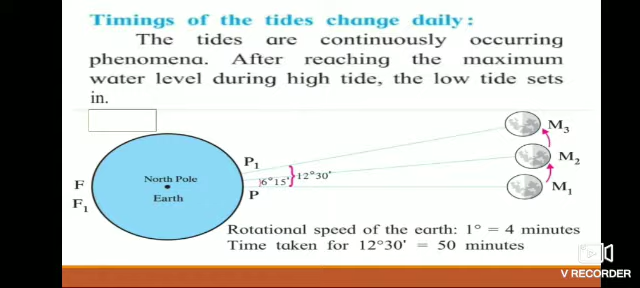 Timings of the tides change daily :
The tides are continuously occurring
phenomena. After reaching the maximum
water level during high tide, the low tide sets
in.
M3
P1
M2
12°30'
6°15'
North Pole
F
Earth
P
M1
F1
Rotational speed of the earth: 1° = 4 minutes
Time taken for 12°30' = 50 minutes
V RECORDER